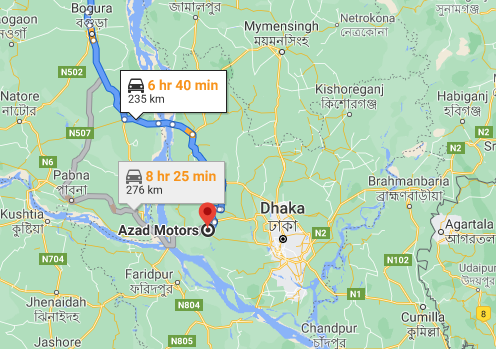 Bogura
বগুড়া
জামালপুর
Mymensingh
ময়মনসিংহ
Netrokona
নেত্রকোনা
সুনামগঞ্জ
N502
6 hr 40 min
235 km
Kishoreganj
কিশোরগঞ্জ
Habiganj
হবিগঞ্জ
Natore
নাটোর
N507
N6
Pabna
পাবনা
8 hr 25 min
276 km
Brahmanbaria
ব্রাহ্মণবাড়িয়া
Kushtia
কুষ্টিয়া
Azad Motors
Dhaka
ঢাকা
N2
Agartala
আগরতলা
N704
N102
Faridpur
ফরিদপুর
N804
Udaipur
উদয়পুর
N1
8
Jhenaidah
ঝিনাইদহ
Cumilla
কুমিল্লা
Chandpur
চাঁদপুর
Jashore
N805